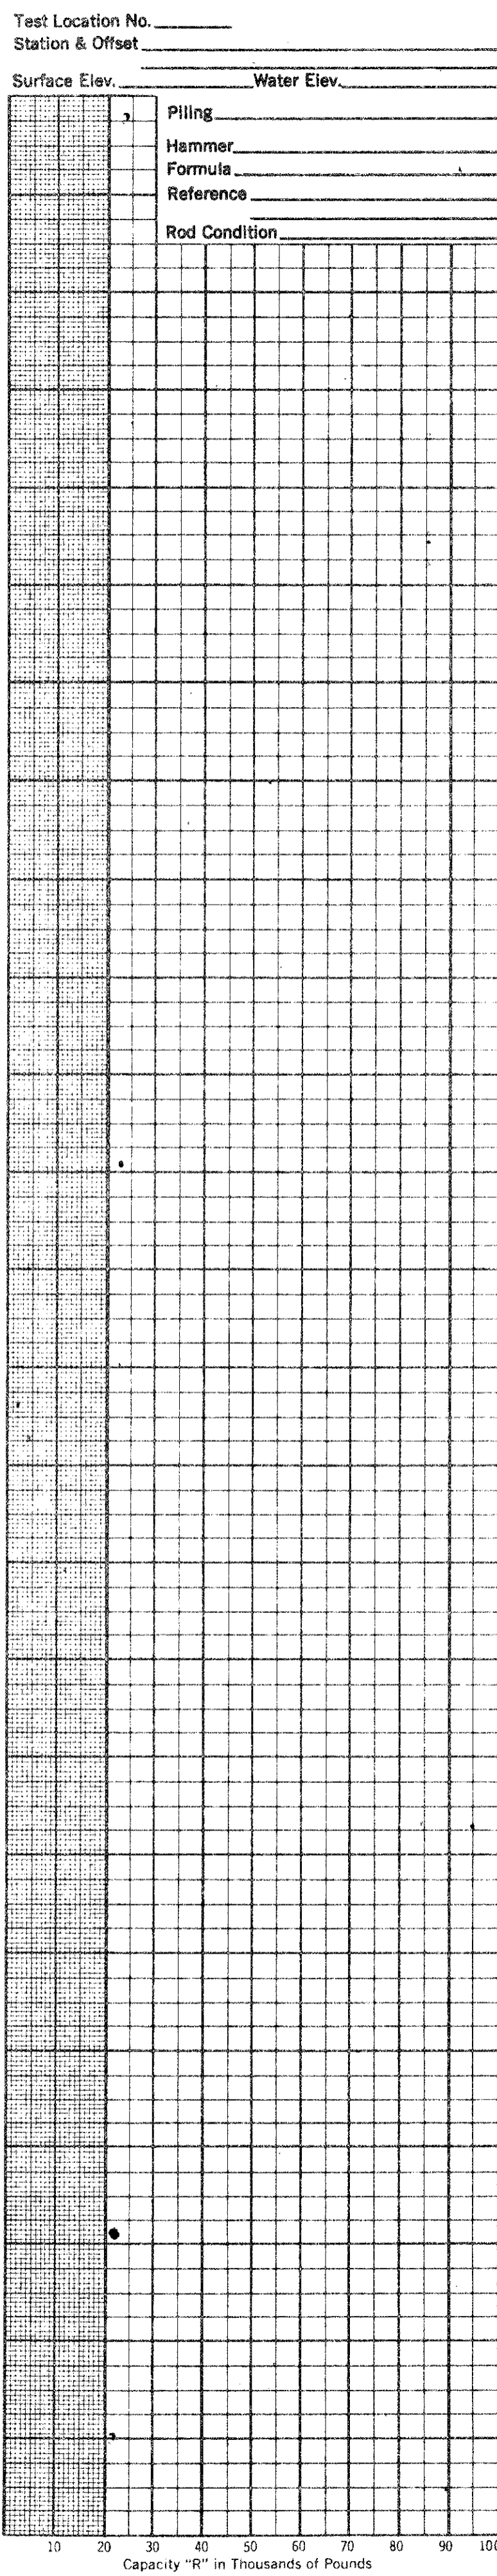 Test Location No.
Station & Offset
Surface Elev. Water Elev.
Piling
Hammer
Formula
Reference
Rod Condition
10 20 30 40 50 60 70 80 90 100
Capacity "R" in Thousands of Pounds